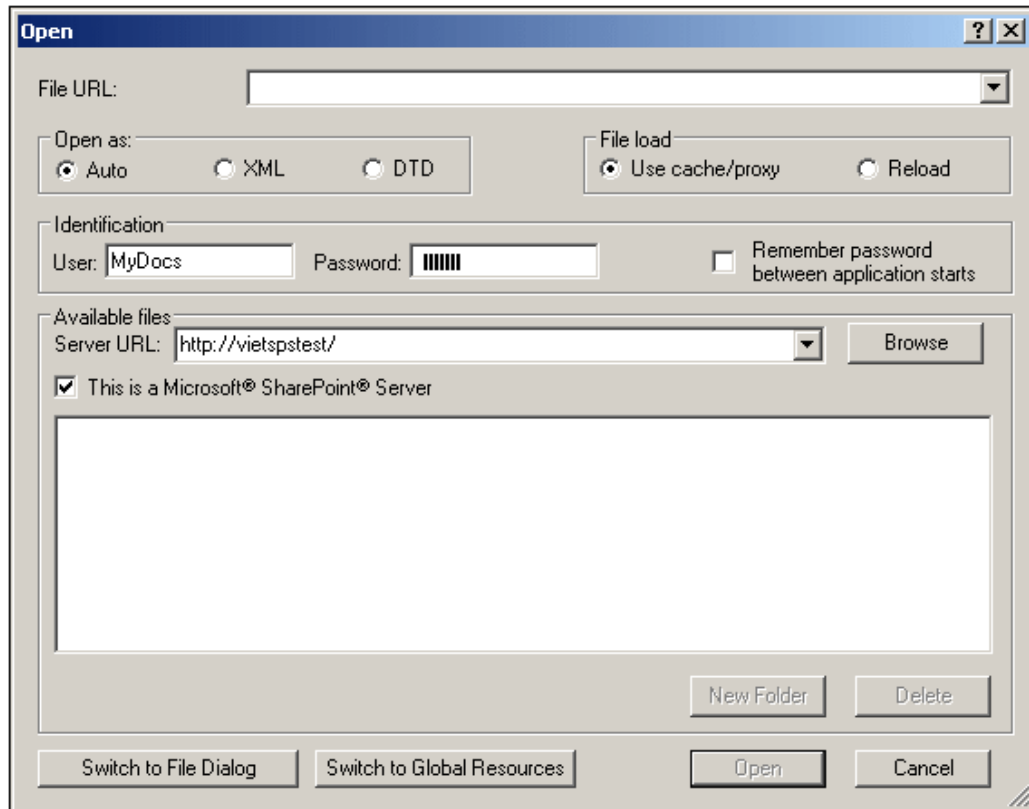 Open
File URL:
Open as:
Auto XML DTD
File load
Use cache/proxy Reload
Identification
User: MyDocs Password:
Remember password
between application starts
Available files
Server URL: http://vietspstest/ Browse
This is a Microsoft® SharePoint® Server
New Folder Delete
Switch to File Dialog Switch to Global Resources Open Cancel